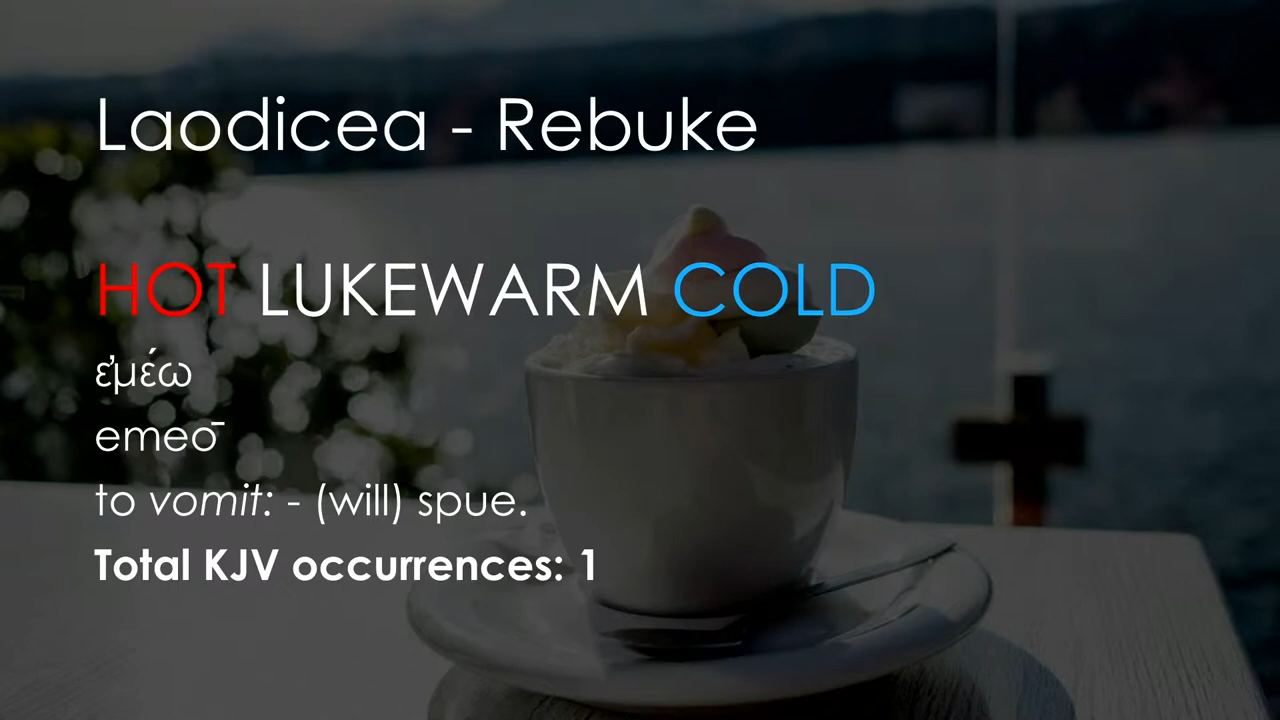 Laodicea - Rebuke
HOT LUKEWARM COLD
ἐμέω
emeō
to vomit: - (will) spue.
Total KJV occurrences: 1